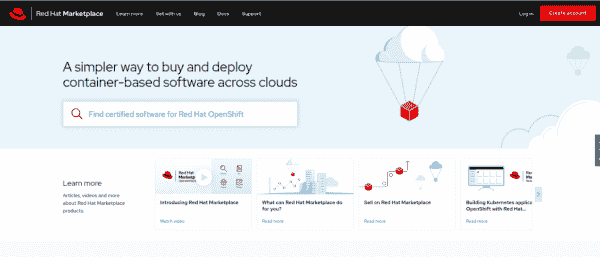 Red Hat Marketplace
Learn more
Sell with us
Blog
Docs
Support
Log in
Create account
A simpler way to buy and deploy
container-based software across clouds
Find certified software for Red Hat OpenShift
Learn more
Articles, videos and more
about Red Hat Marketplace
products.
Red Hat
Introducing Red Hat Marketplace
Watch video
What can Red Hat Marketplace do
for you?
Read more
Sell on Red Hat Marketplace
Read more
Building Kubernetes applicat
OpenShift with Red Hat...
Read more